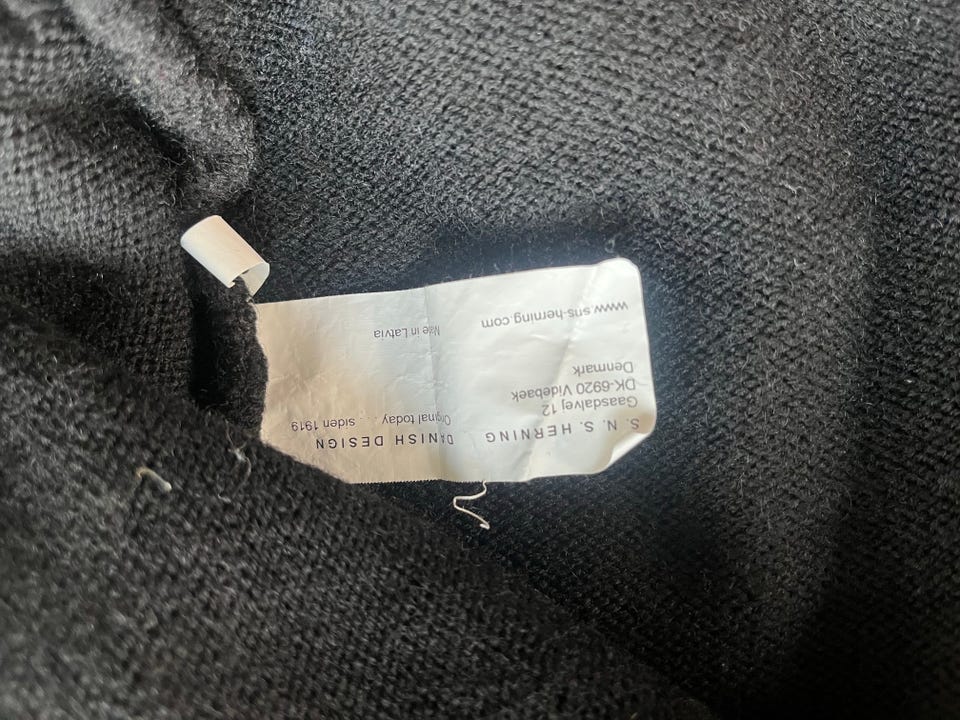 S. N. S. HERNING
Gaasdalvej 12
DK-6920 Videbaek
Denmark
www.sns-herning.com
DANISH DESIGN
Original today . . . siden 1919
Made in Latvia